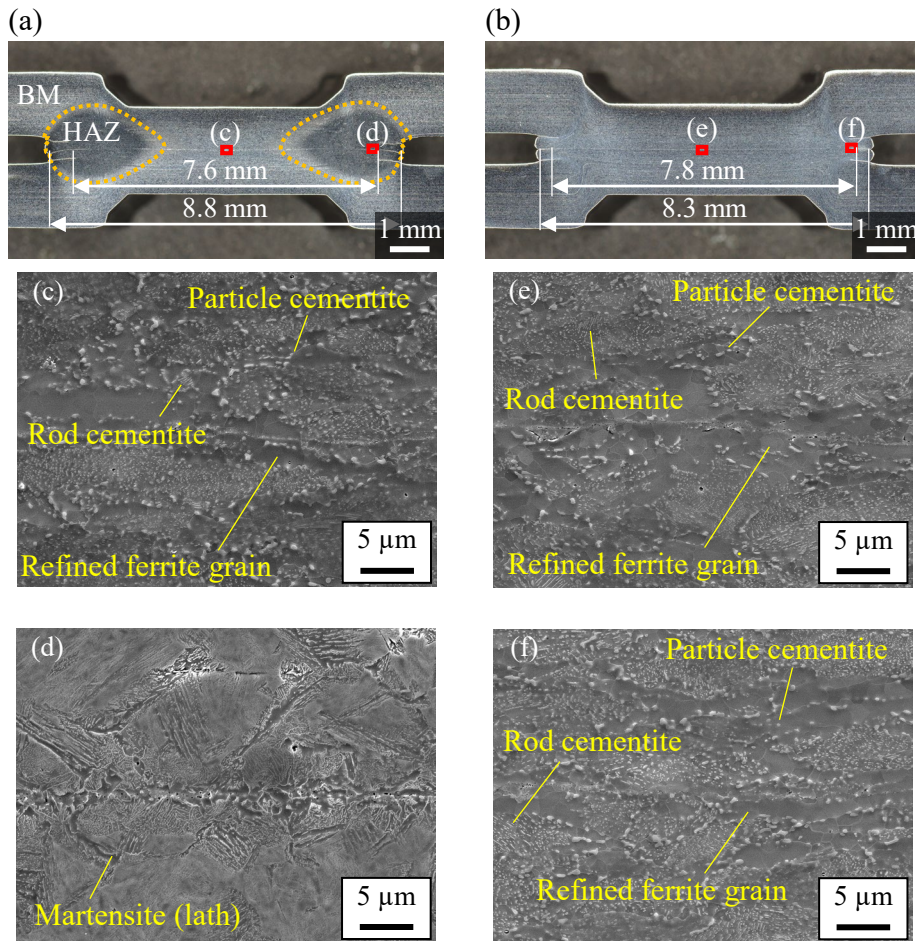 (a)
BM
HAZ
(c)
(d)
7.6 mm
8.8 mm
1 mm
(b)
(e)
(f)
7.8 mm
8.3 mm
1 mm
(c)
Particle cementite
Rod cementite
Refined ferrite grain
5 µm
(e)
Particle cementite
Rod cementite
Refined ferrite grain
5 µm
(d)
Martensite (lath)
5 µm
(f)
Particle cementite
Rod cementite
Refined ferrite grain
5 µm